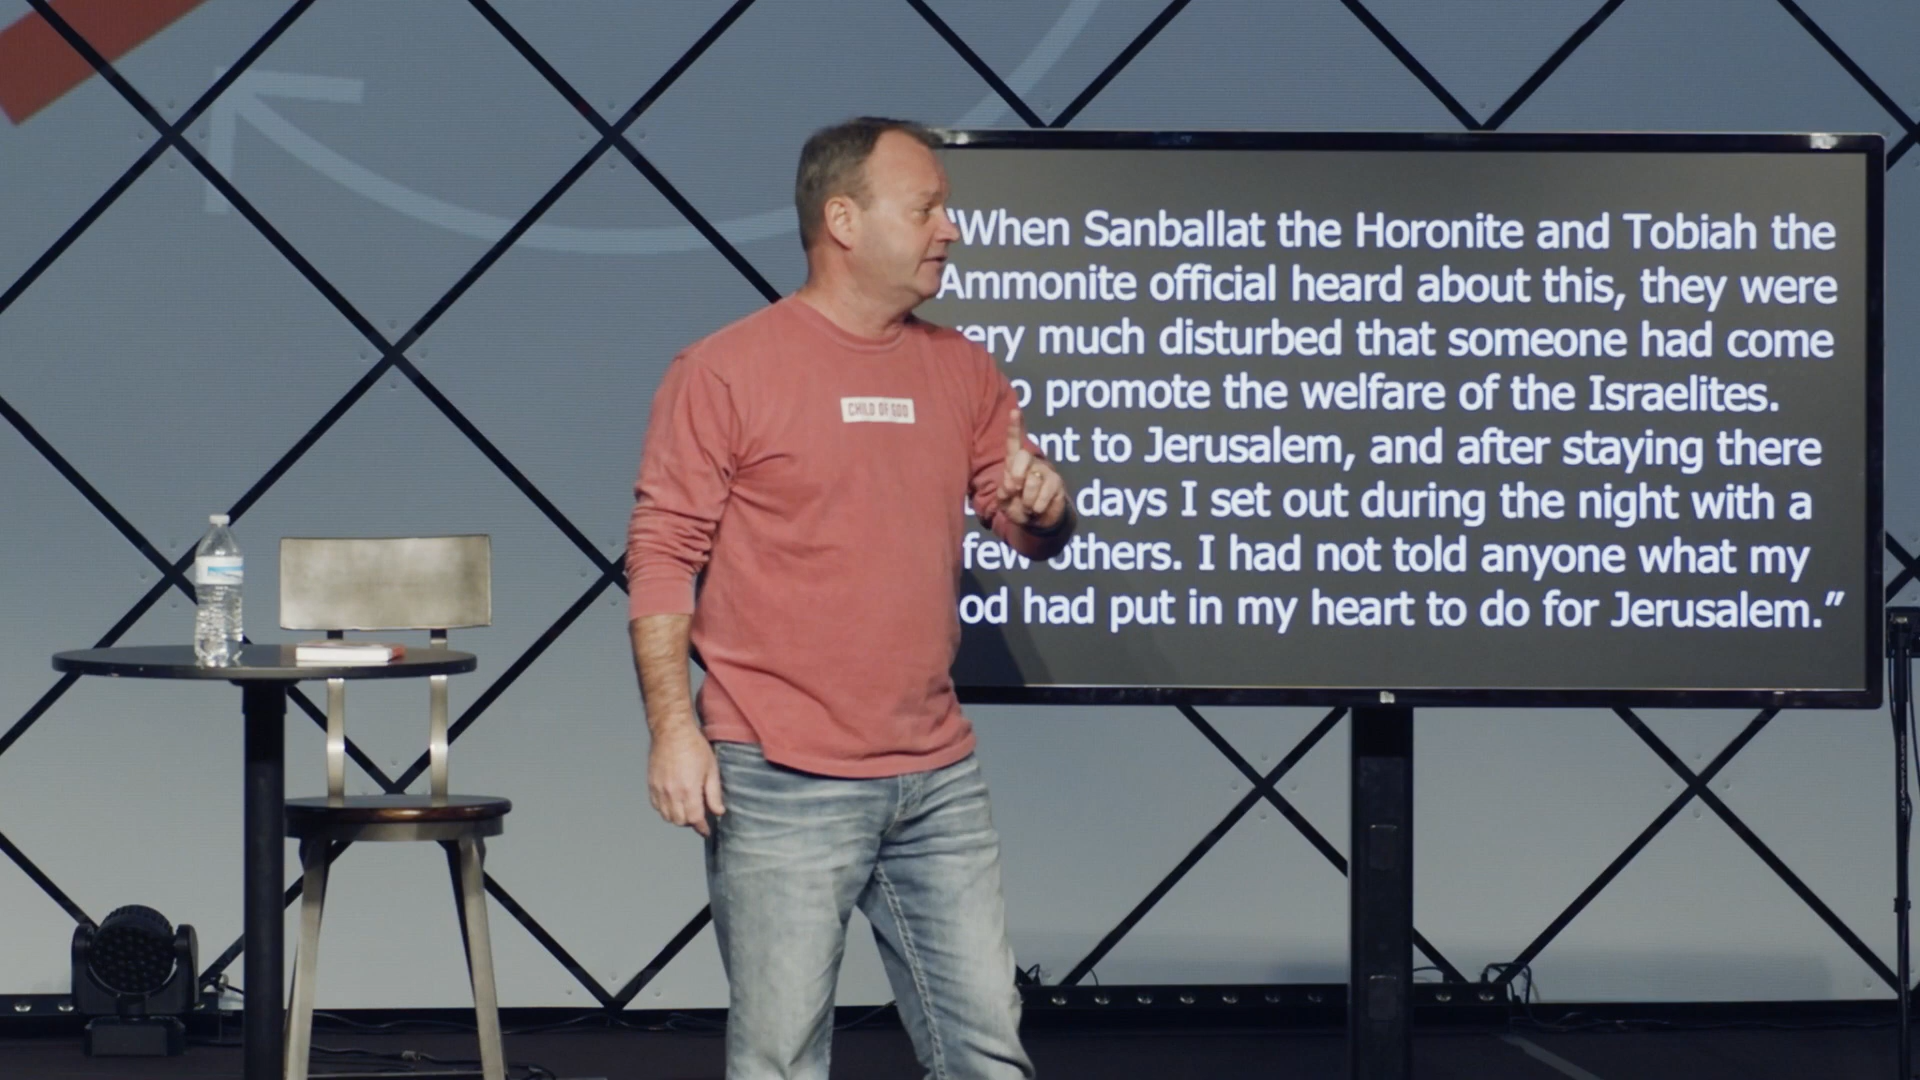 CHILD OF GOD
“When Sanballat the Horonite and Tobiah the
Ammonite official heard about this, they were
very much disturbed that someone had come
to promote the welfare of the Israelites.
to Jerusalem, and after staying there
days I set out during the night with a
few others. I had not told anyone what my
God had put in my heart to do for Jerusalem.”